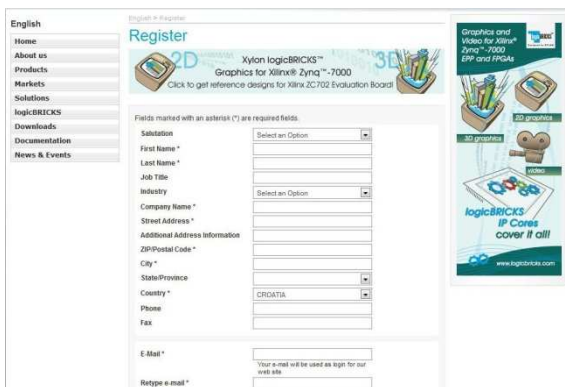 English
Home
About us
Products
Markets
Solutions
logicBRICKS
Downloads
Documentation
News & Events
English > Register
Register
2D
3D
Xylon logicBRICKS™
Graphics for Xilinx® Zynq™-7000
Click to get reference designs for Xilinx ZC702 Evaluation Board!
Fields marked with an asterisk (*) are required fields.
Salutation
Select an Option
First Name *
Last Name *
Job Title
Industry
Select an Option
Company Name *
Street Address *
Additional Address Information
ZIP/Postal Code *
City *
State/Province
Country *
CROATIA
Phone
Fax
E-Mail *
Your e-mail will be used as login for our
web site
Retype e-mail *
Graphics and
Video for Xilinx®
Zynq™-7000
EPP and FPGAs
2D graphics
3D graphics
video
logicBRICKS
IP Cores
cover it all!
www.logicbricks.com